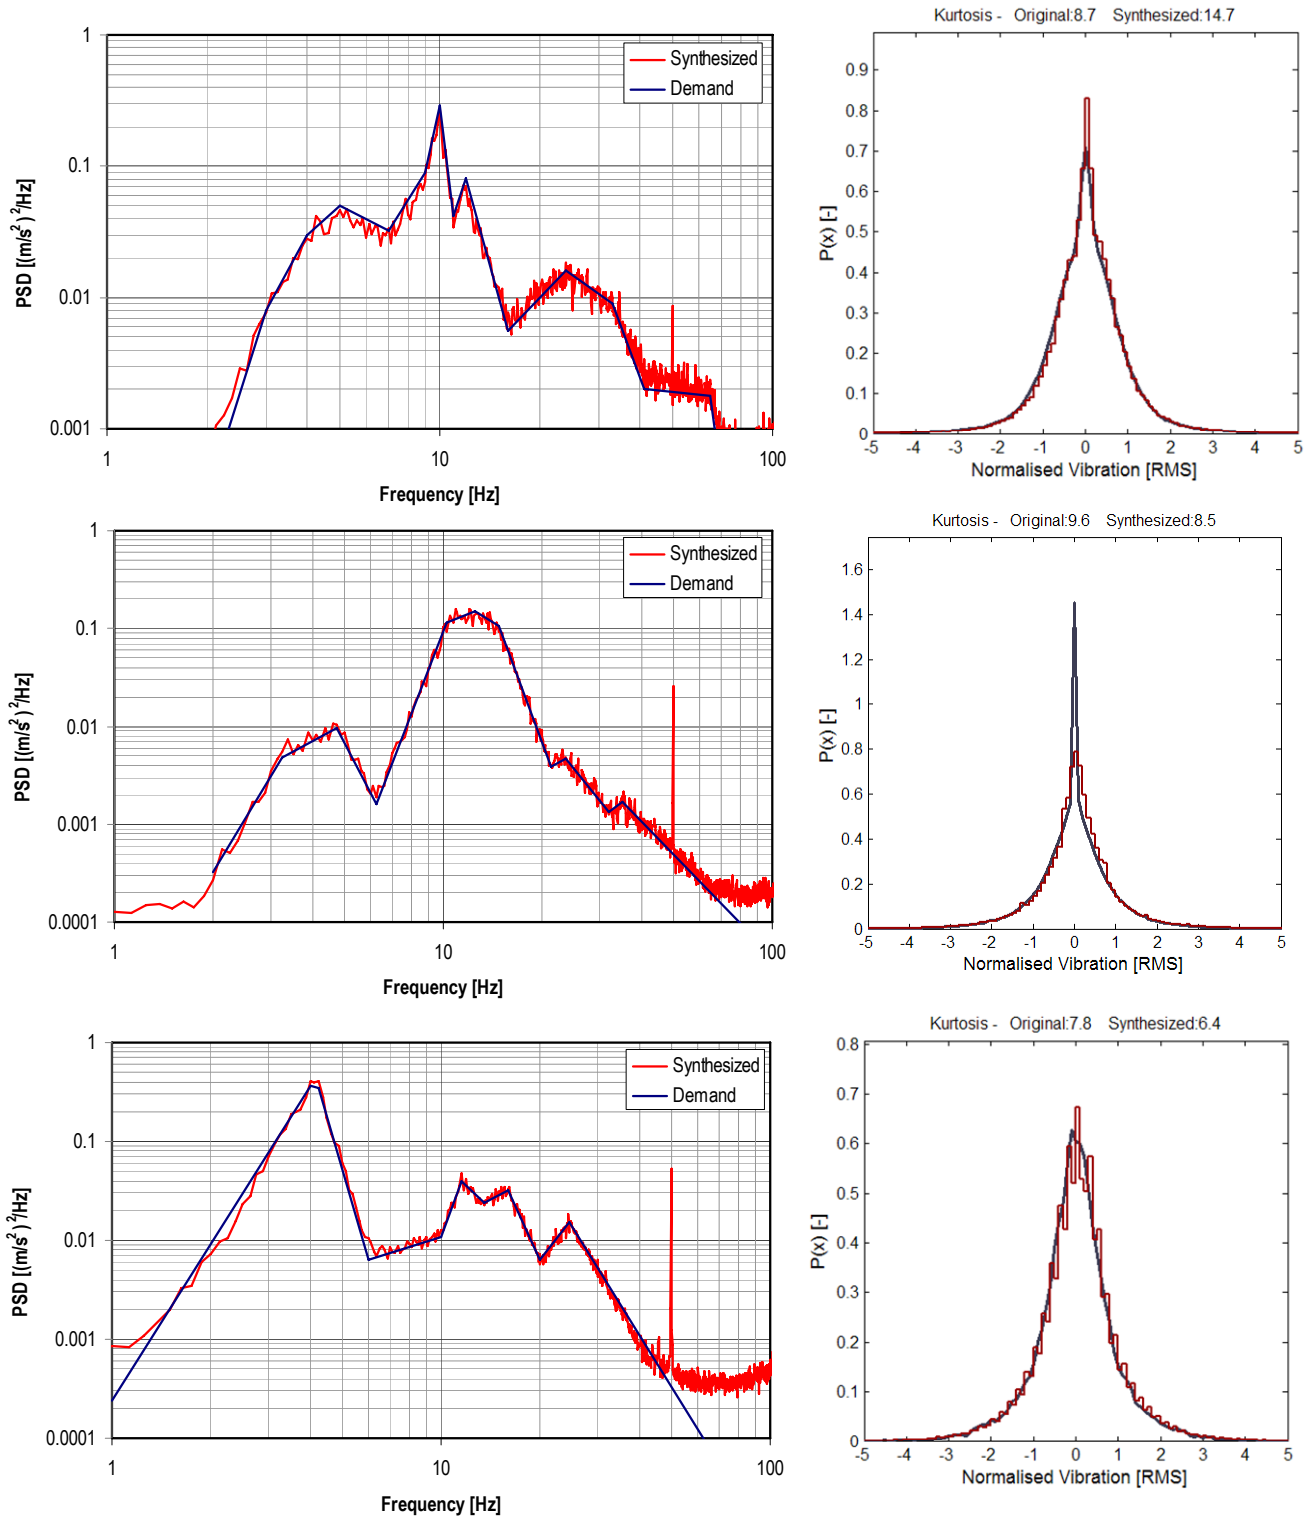 Kurtosis - Original:8.7 Synthesized:14.7
1
0.1
0.01
0.001
PSD [(m/s²)²/Hz]
Synthesized
Demand
1 10 100
Frequency [Hz]
0.9
0.8
0.7
0.6
0.5
0.4
0.3
0.2
0.1
0
P(x) [-]
-5 -4 -3 -2 -1 0 1 2 3 4 5
Normalised Vibration [RMS]
Kurtosis - Original:9.6 Synthesized:8.5
1
0.1
0.01
0.001
0.0001
PSD [(m/s²)²/Hz]
Synthesized
Demand
1 10 100
Frequency [Hz]
1.6
1.4
1.2
1
0.8
0.6
0.4
0.2
0
P(x) [-]
-5 -4 -3 -2 -1 0 1 2 3 4 5
Normalised Vibration [RMS]
Kurtosis - Original:7.8 Synthesized:6.4
1
0.1
0.01
0.001
0.0001
PSD [(m/s²)²/Hz]
Synthesized
Demand
1 10 100
Frequency [Hz]
0.8
0.7
0.6
0.5
0.4
0.3
0.2
0.1
0
P(x) [-]
-5 -4 -3 -2 -1 0 1 2 3 4 5
Normalised Vibration [RMS]